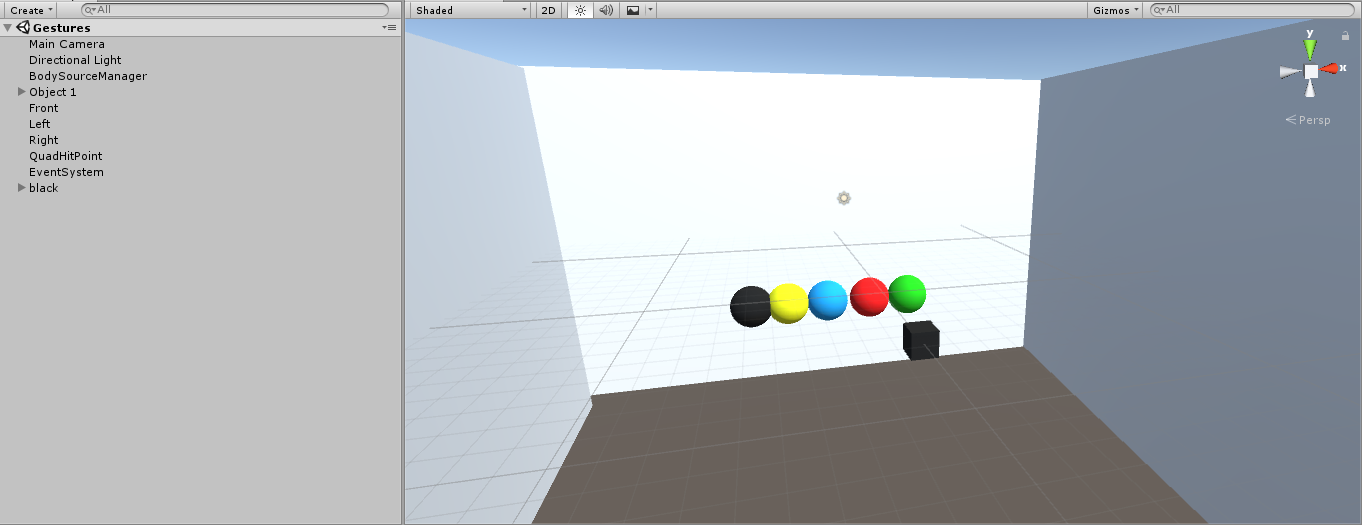 Create All Shaded 2D Gizmos All
Gestures
Main Camera
Directional Light
BodySourceManager
Object 1
Front
Left
Right
QuadHitPoint
EventSystem
black
y
x
Persp